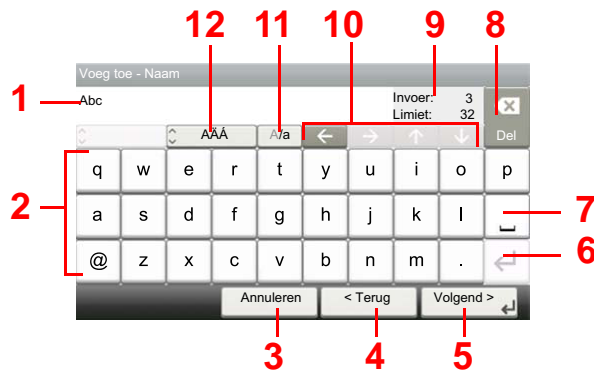 12 11 10 9 8
Voeg toe - Naam
1 Abc
Invoer: 3
Limiet: 32
AÄÁ A/a ← → ↑ ↓ Del
2
q w e r t y u i o p
a s d f g h j k l ⎵ 7
@ z x c v b n m . ↵ 6
Annuleren < Terug Volgend > ↵
3 4 5